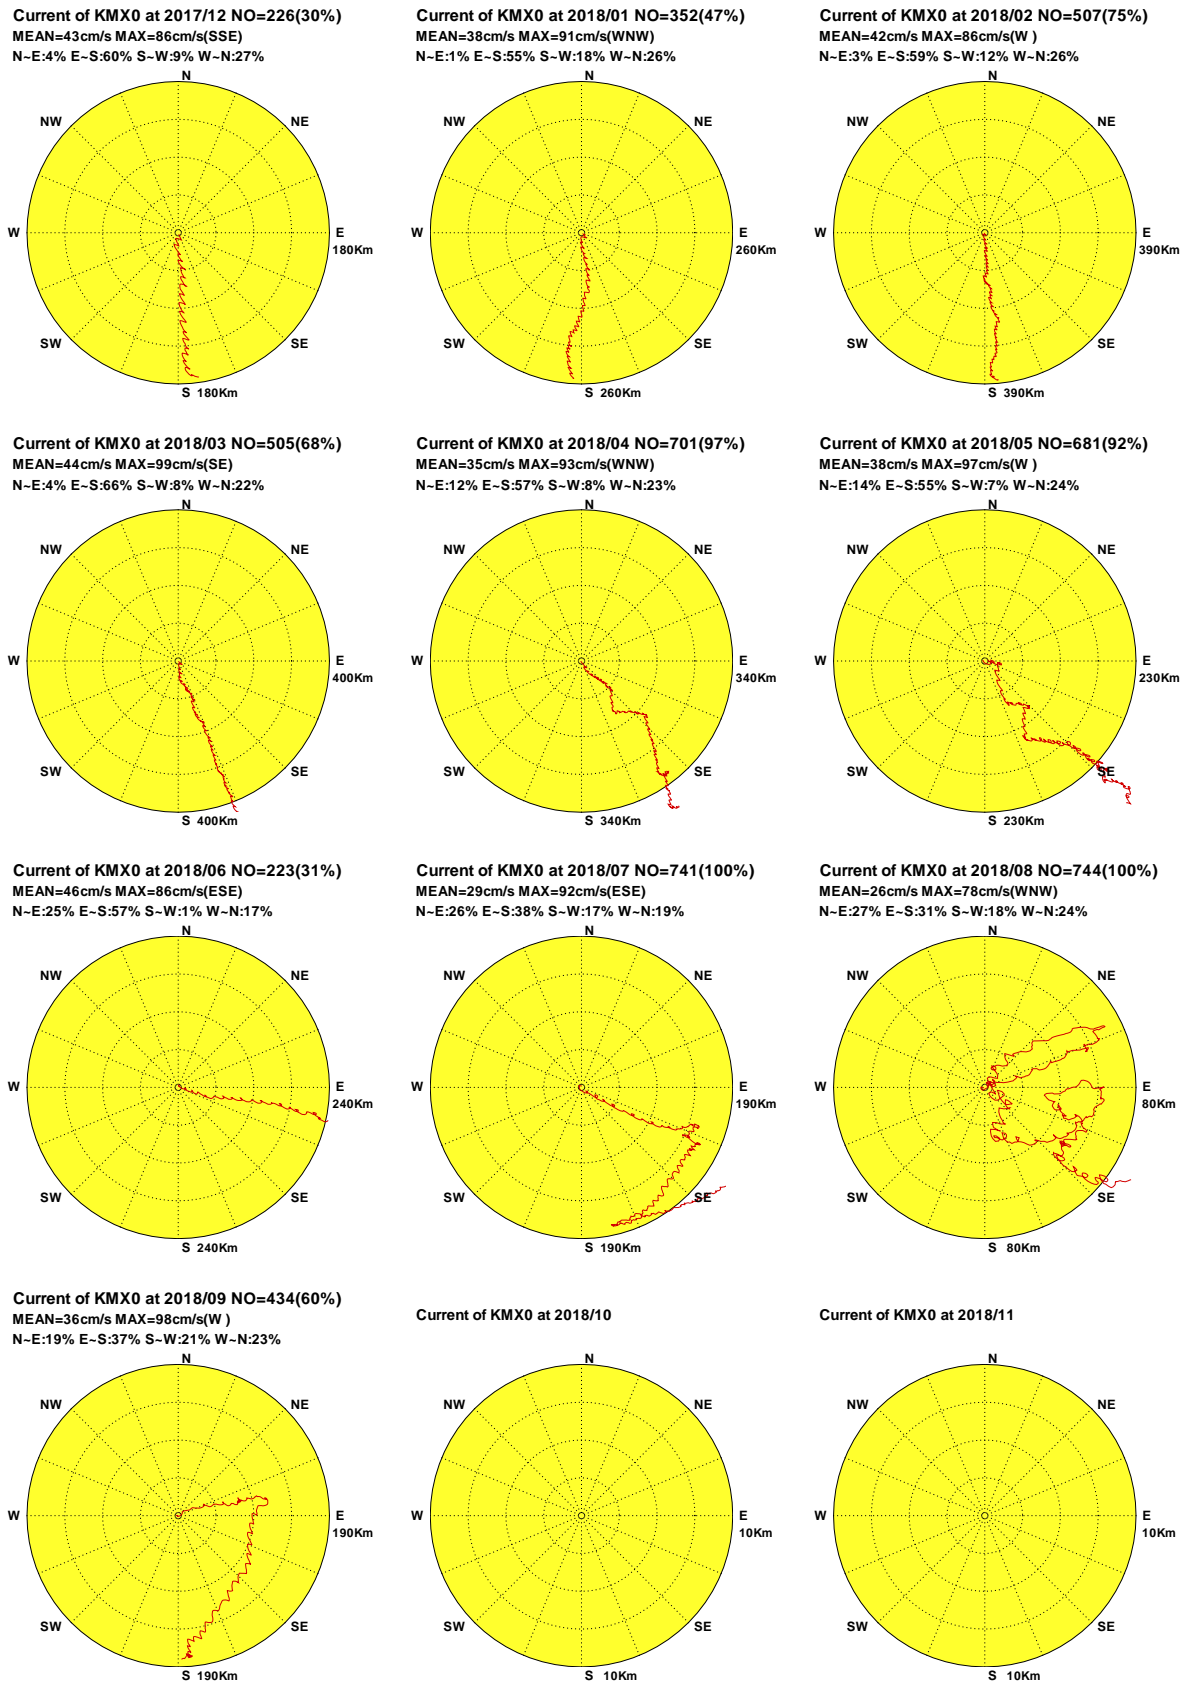 Current of KMX0 at 2017/12 NO=226(30%)
MEAN=43cm/s MAX=86cm/s(SSE)
N~E:4% E~S:60% S~W:9% W~N:27%
N
NW
NE
W
E
180Km
SW
SE
S 180Km
Current of KMX0 at 2018/01 NO=352(47%)
MEAN=38cm/s MAX=91cm/s(WNW)
N~E:1% E~S:55% S~W:18% W~N:26%
N
NW
NE
W
E
260Km
SW
SE
S 260Km
Current of KMX0 at 2018/02 NO=507(75%)
MEAN=42cm/s MAX=86cm/s(W )
N~E:3% E~S:59% S~W:12% W~N:26%
N
NW
NE
W
E
390Km
SW
SE
S 390Km
Current of KMX0 at 2018/03 NO=505(68%)
MEAN=44cm/s MAX=99cm/s(SE)
N~E:4% E~S:66% S~W:8% W~N:22%
N
NW
NE
W
E
400Km
SW
SE
S 400Km
Current of KMX0 at 2018/04 NO=701(97%)
MEAN=35cm/s MAX=93cm/s(WNW)
N~E:12% E~S:57% S~W:8% W~N:23%
N
NW
NE
W
E
340Km
SW
SE
S 340Km
Current of KMX0 at 2018/05 NO=681(92%)
MEAN=38cm/s MAX=97cm/s(W )
N~E:14% E~S:55% S~W:7% W~N:24%
N
NW
NE
W
E
230Km
SW
SE
S 230Km
Current of KMX0 at 2018/06 NO=223(31%)
MEAN=46cm/s MAX=86cm/s(ESE)
N~E:25% E~S:57% S~W:1% W~N:17%
N
NW
NE
W
E
240Km
SW
SE
S 240Km
Current of KMX0 at 2018/07 NO=741(100%)
MEAN=29cm/s MAX=92cm/s(ESE)
N~E:26% E~S:38% S~W:17% W~N:19%
N
NW
NE
W
E
190Km
SW
SE
S 190Km
Current of KMX0 at 2018/08 NO=744(100%)
MEAN=26cm/s MAX=78cm/s(WNW)
N~E:27% E~S:31% S~W:18% W~N:24%
N
NW
NE
W
E
80Km
SW
SE
S 80Km
Current of KMX0 at 2018/09 NO=434(60%)
MEAN=36cm/s MAX=98cm/s(W )
N~E:19% E~S:37% S~W:21% W~N:23%
N
NW
NE
W
E
190Km
SW
SE
S 190Km
Current of KMX0 at 2018/10
N
NW
NE
W
E
10Km
SW
SE
S 10Km
Current of KMX0 at 2018/11
N
NW
NE
W
E
10Km
SW
SE
S 10Km